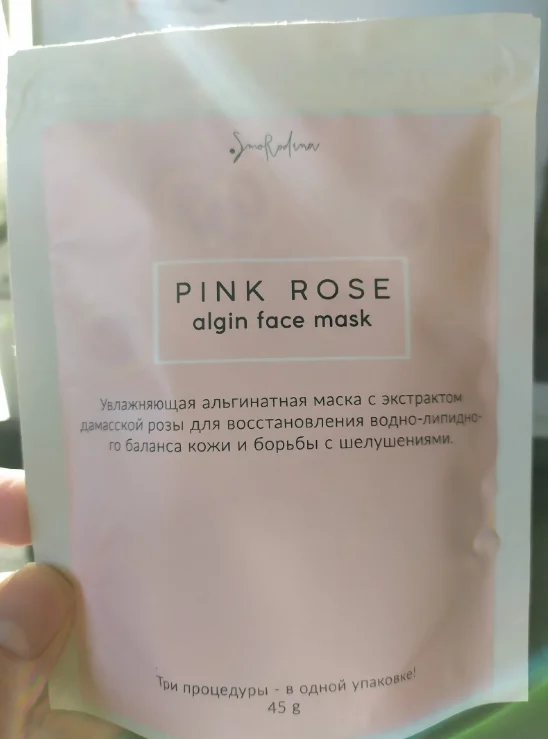 SmoRodina
PINK ROSE
algin face mask
Увлажняющая альгинатная маска с экстрактом
дамасской розы для восстановления водно-липидно-
го баланса кожи и борьбы с шелушениями.
Три процедуры - в одной упаковке!
45 g